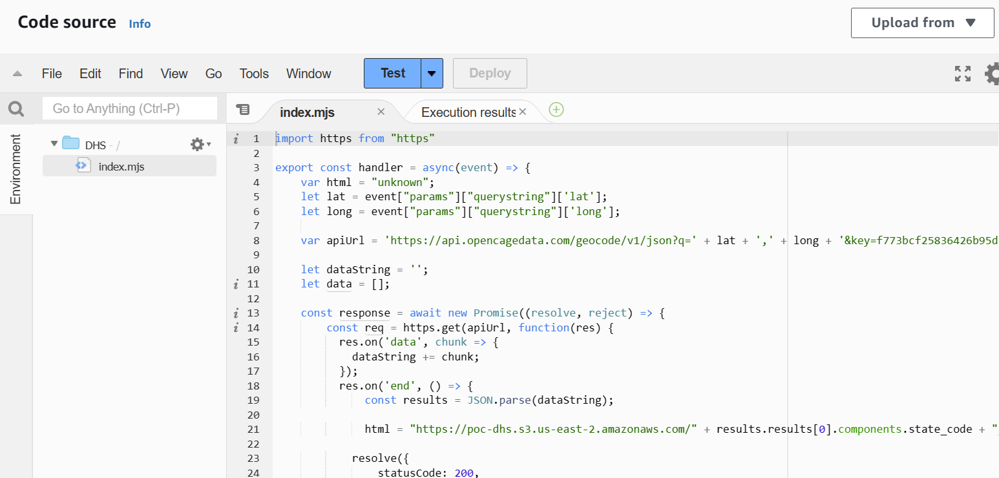 Code source Info
Upload from
File Edit Find View Go Tools Window Test Deploy
Go to Anything (Ctrl-P)
index.mjs
Execution results
Environment
DHS - /
index.mjs
1 import https from "https"
2
3 export const handler = async(event) => {
4 var html = "unknown";
5 let lat = event["params"]["querystring"]['lat'];
6 let long = event["params"]["querystring"]['long'];
7
8 var apiUrl = 'https://api.opencagedata.com/geocode/v1/json?q=' + lat + ',' + long + '&key=f773bcf25836426b95d
9
10 let dataString = '';
11 let data = [];
12
13 const response = await new Promise((resolve, reject) => {
14 const req = https.get(apiUrl, function(res) {
15 res.on('data', chunk => {
16 dataString += chunk;
17 });
18 res.on('end', () => {
19 const results = JSON.parse(dataString);
20
21 html = "https://poc-dhs.s3.us-east-2.amazonaws.com/" + results.results[0].components.state_code + "
22
23 resolve({
24 statusCode: 200,